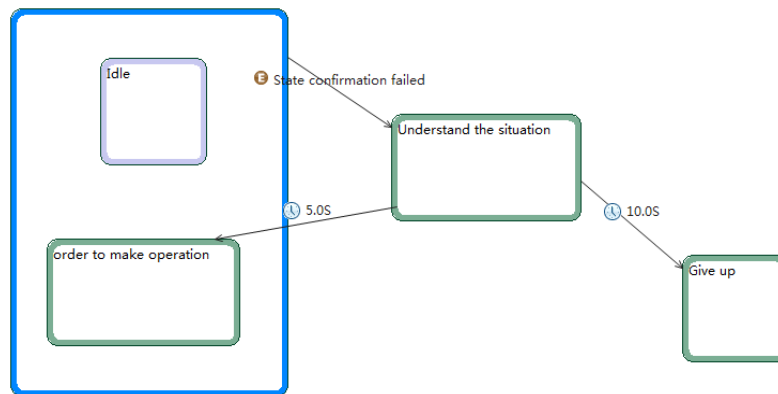 Idle
E State confirmation failed
Understand the situation
5.0S
10.0S
order to make operation
Give up